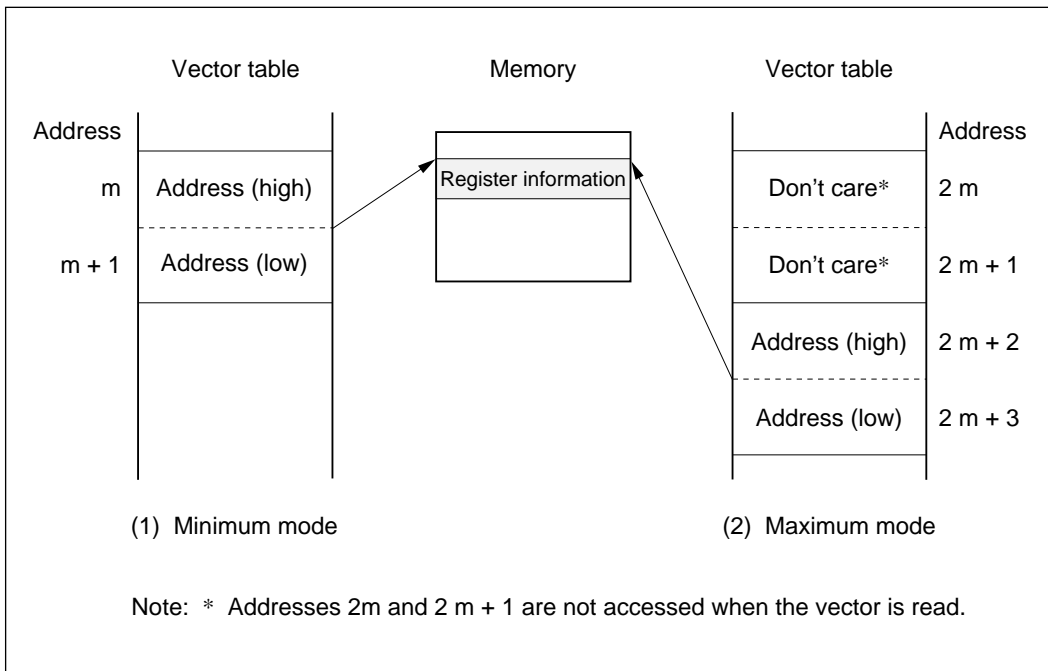 Vector table Memory Vector table
Address Address
m Address (high) Register information Don't care* 2 m
m + 1 Address (low) Don't care* 2 m + 1
Address (high) 2 m + 2
Address (low) 2 m + 3
(1) Minimum mode (2) Maximum mode
Note: * Addresses 2m and 2 m + 1 are not accessed when the vector is read.